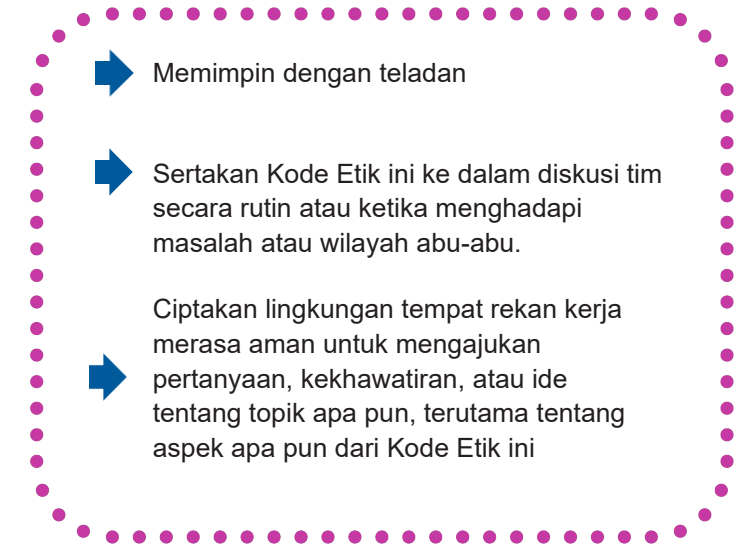 Memimpin dengan teladan
Sertakan Kode Etik ini ke dalam diskusi tim
secara rutin atau ketika menghadapi
masalah atau wilayah abu-abu.
Ciptakan lingkungan tempat rekan kerja
merasa aman untuk mengajukan
pertanyaan, kekhawatiran, atau ide
tentang topik apa pun, terutama tentang
aspek apa pun dari Kode Etik ini